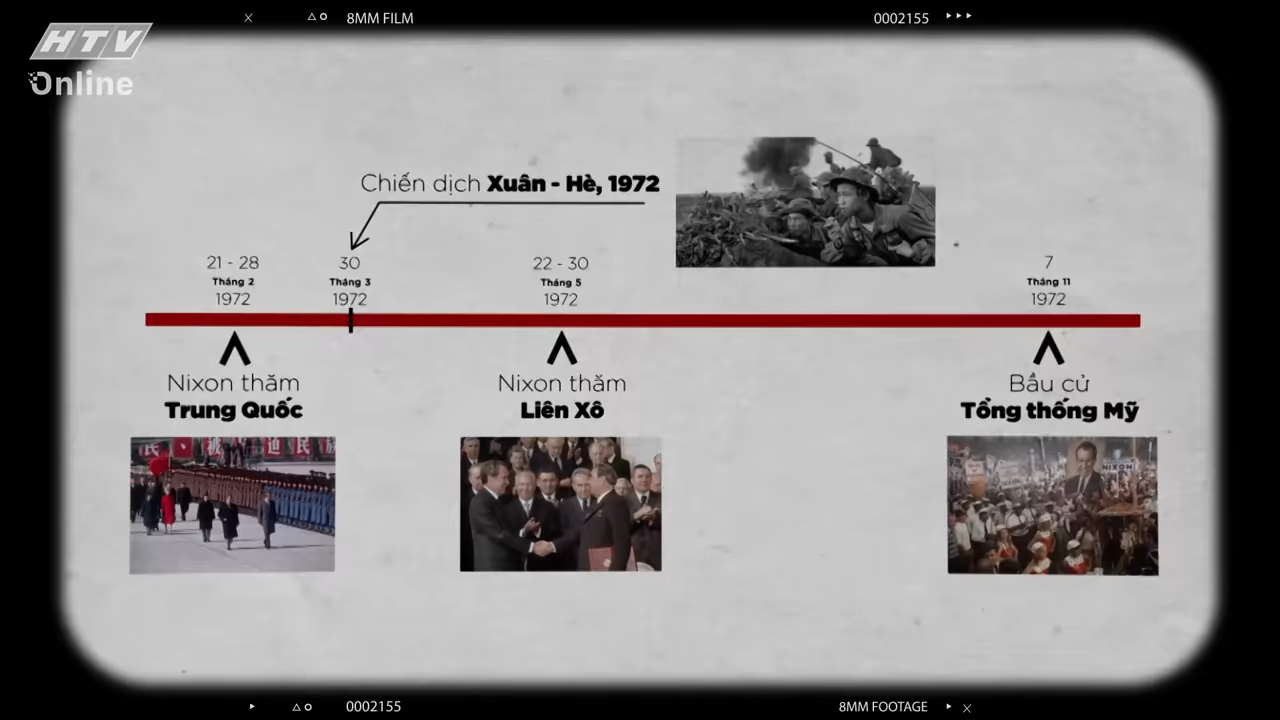 8MM FILM
0002155
HTV
Online
Chiến dịch Xuân - Hè, 1972
21 - 28
Tháng 2
1972
30
Tháng 3
1972
22 - 30
Tháng 5
1972
7
Tháng 11
1972
Nixon thăm
Trung Quốc
Nixon thăm
Liên Xô
Bầu cử
Tổng thống Mỹ
NIXON
0002155
8MM FOOTAGE